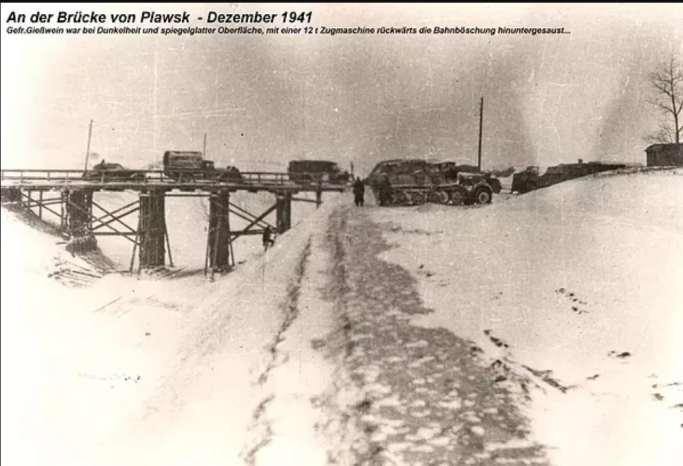 An der Brücke von Plawsk - Dezember 1941
Gefr.Gießwein war bei Dunkelheit und spiegelglatter Oberfläche, mit einer 12 t Zugmaschine rückwärts die Bahnböschung hinuntergesaust...